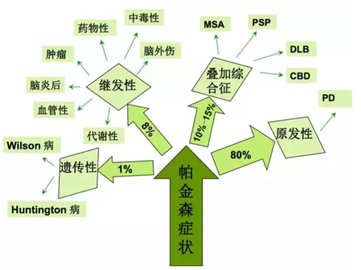 中毒性
药物性
肿瘤
脑外伤
脑炎后
血管性
代谢性
继发性
MSA
PSP
DLB
CBD
叠加综
合征
PD
原发性
Wilson 病
Huntington 病
遗传性
8%
10%-15%
1%
80%
帕
金
森
症
状